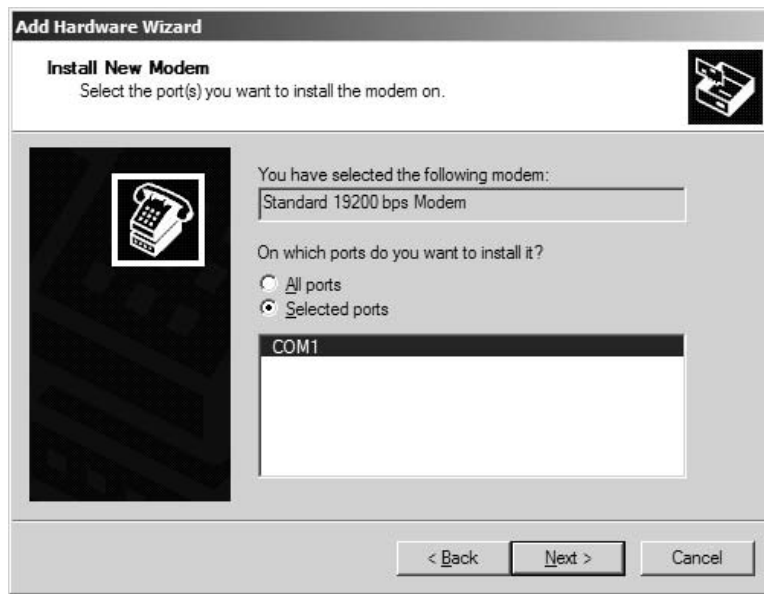 Add Hardware Wizard
Install New Modem
Select the port(s) you want to install the modem on.
You have selected the following modem:
Standard 19200 bps Modem
On which ports do you want to install it?
All ports
Selected ports
COM1
< Back Next > Cancel